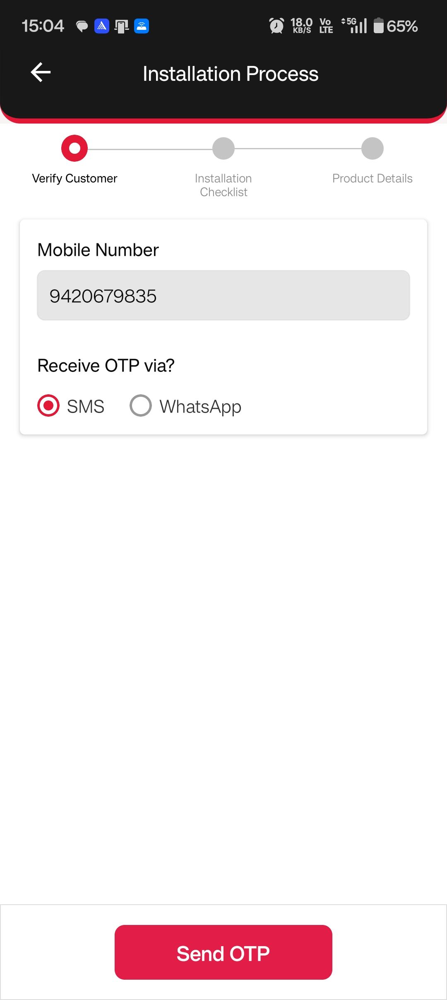 15:04
18.0
KB/S
Vo
LTE
5G
65%
Installation Process
Verify Customer
Installation
Checklist
Product Details
Mobile Number
9420679835
Receive OTP via?
SMS
WhatsApp
Send OTP